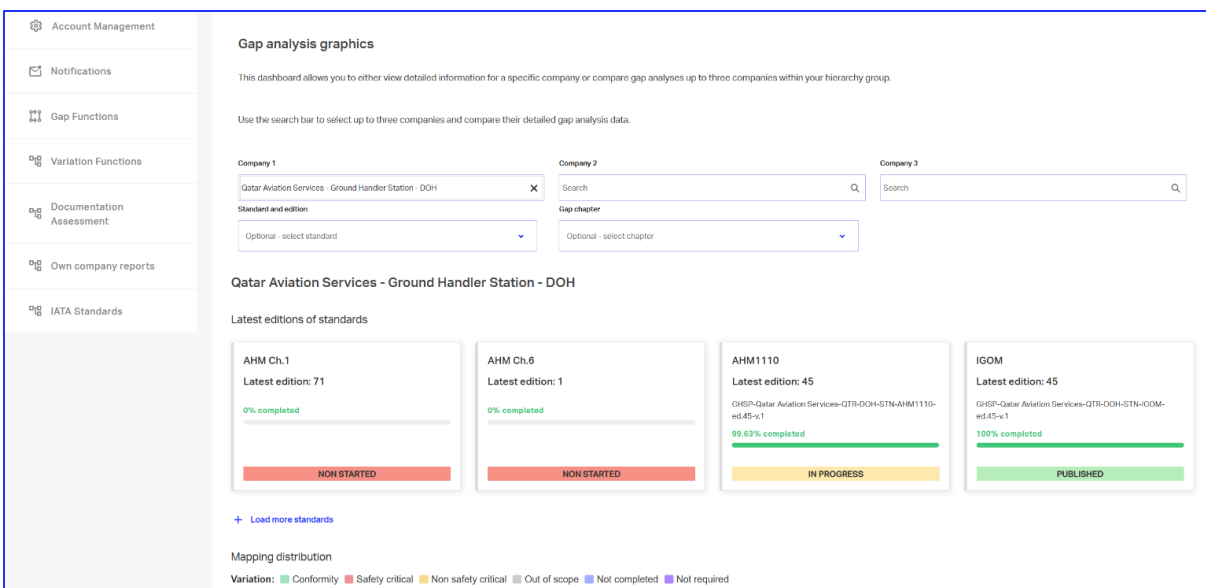 Account Management
Notifications
Gap Functions
Variation Functions
Documentation
Assessment
Own company reports
IATA Standards
Gap analysis graphics
This dashboard allows you to either view detailed information for a specific company or compare gap analyses up to three companies within your hierarchy group.
Use the search bar to select up to three companies and compare their detailed gap analysis data.
Company 1 Company 2 Company 3
Qatar Aviation Services - Ground Handler Station - DOH Search Search
Standard and edition Gap chapter
Optional - select standard Optional - select chapter
Qatar Aviation Services - Ground Handler Station - DOH
Latest editions of standards
AHM Ch.1
Latest edition: 71
0% completed
NON STARTED
AHM Ch.6
Latest edition: 1
0% completed
NON STARTED
AHM1110
Latest edition: 45
GHSP-Qatar Aviation Services-QTR-DOH-STN-AHM1110-
ed.45-v.1
99,63% completed
IN PROGRESS
IGOM
Latest edition: 45
GHSP-Qatar Aviation Services-QTR-DOH-STN-IGOM-
ed.45-v.1
100% completed
PUBLISHED
+ Load more standards
Mapping distribution
Variation: Conformity Safety critical Non safety critical Out of scope Not completed Not required